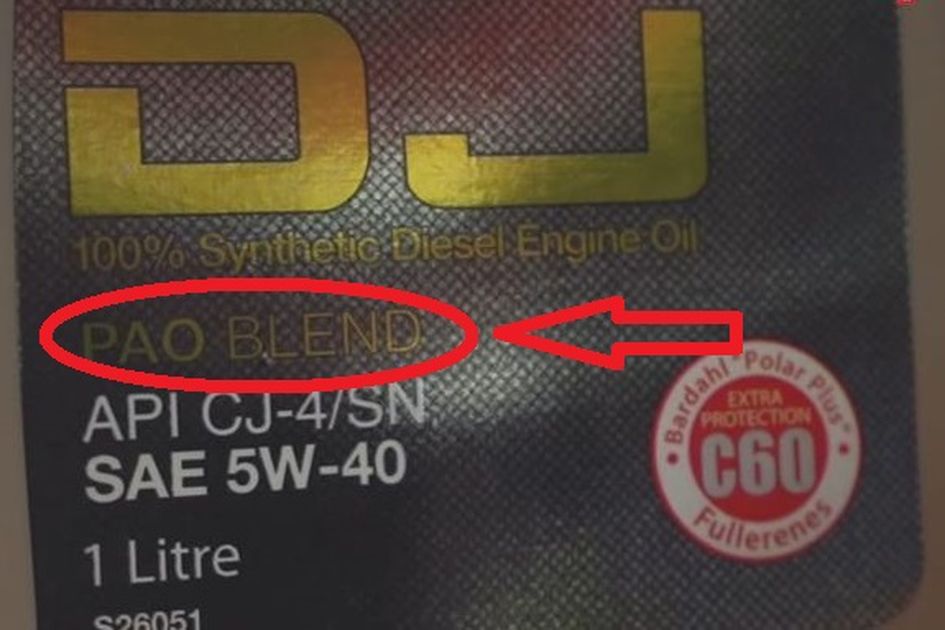 DJ
100% Synthetic Diesel Engine Oil
PAO BLEND
API CJ-4/SN
SAE 5W-40
1 Litre
S26051
Bardahl "Polar Plus"
EXTRA
PROTECTION
C60
Fullerenes